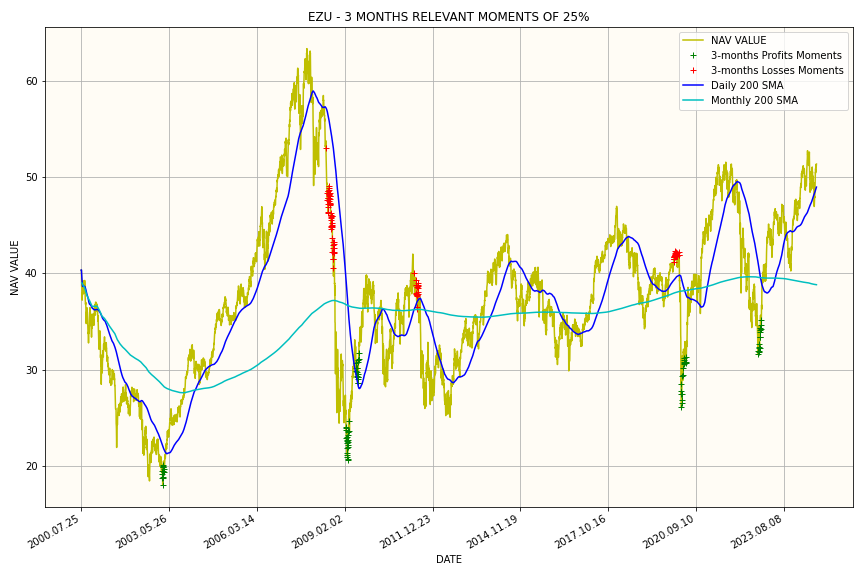 EZU - 3 MONTHS RELEVANT MOMENTS OF 25%
NAV VALUE
3-months Profits Moments
3-months Losses Moments
Daily 200 SMA
Monthly 200 SMA
60
50
40
30
20
NAV VALUE
2000.07.25
2003.05.26
2006.03.14
2009.02.02
2011.12.23
2014.11.19
2017.10.16
2020.09.10
2023.08.08
DATE